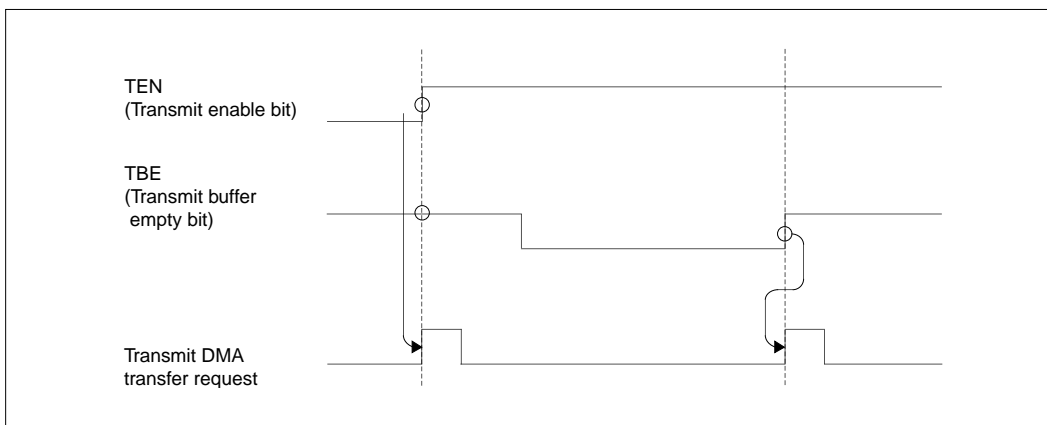 TEN
(Transmit enable bit)
TBE
(Transmit buffer
empty bit)
Transmit DMA
transfer request